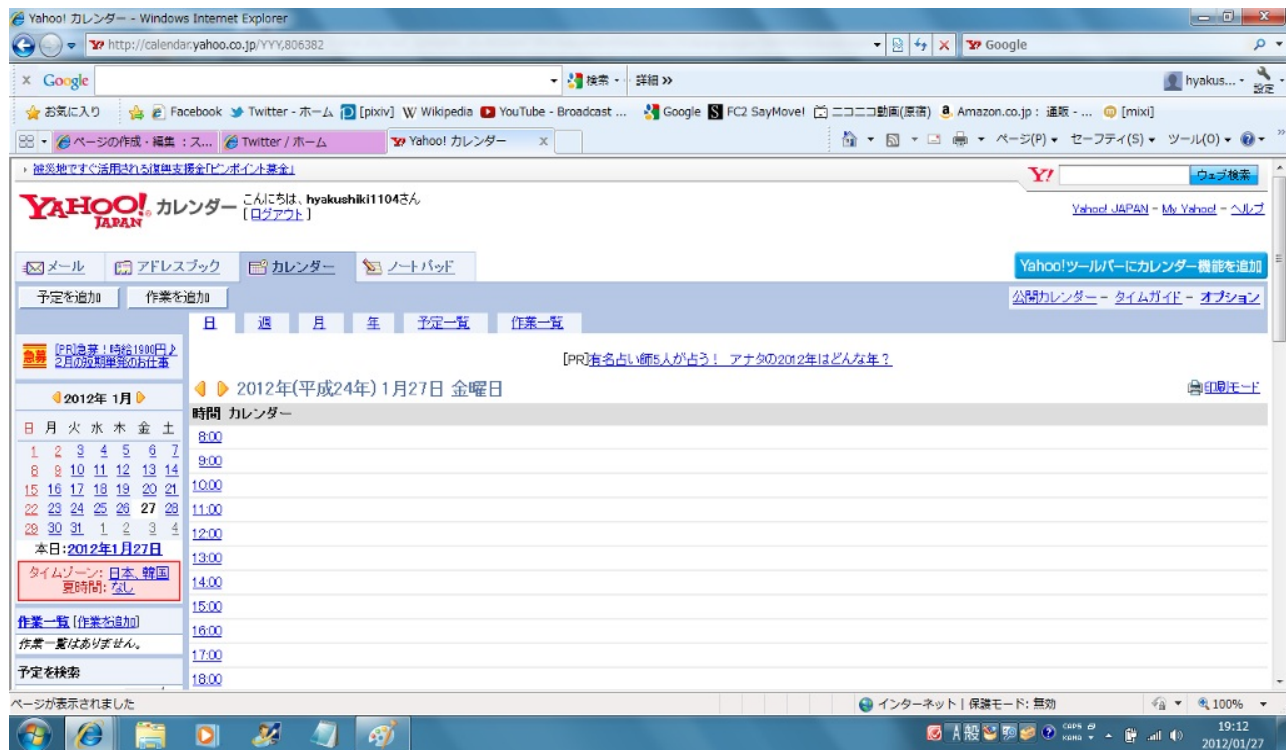 Yahoo! カレンダー - Windows Internet Explorer
http://calendar.yahoo.co.jp/YYY,806382
Google
× Google
検索
詳細 »
hyakus...
設定
お気に入り
Facebook
Twitter - ホーム
[pixiv]
Wikipedia
YouTube - Broadcast ...
Google
FC2 SayMove!
ニコニコ動画(原宿)
Amazon.co.jp: 通販 - ...
[mixi]
ページの作成・編集 : ス...
Twitter / ホーム
Yahoo! カレンダー x
ページ(P)
セーフティ(S)
ツール(O)
被災地ですぐ活用される復興支援金「ピンポイント募金」
Y!
ウェブ検索
YAHOO! JAPAN カレンダー
こんにちは、hyakushiki1104さん
[ログアウト]
Yahoo! JAPAN - My Yahoo! - ヘルプ
メール
アドレスブック
カレンダー
ノートパッド
Yahoo!ツールバーにカレンダー機能を追加
予定を追加
作業を追加
公開カレンダー - タイムガイド - オプション
日 週 月 年 予定一覧 作業一覧
急募
[PR]急募!時給1900円♪
2月の短期単発のお仕事
[PR]有名占い師5人が占う! アナタの2012年はどんな年?
2012年(平成24年) 1月27日 金曜日
印刷モード
時間 カレンダー
2012年 1月
日 月 火 水 木 金 土
1 2 3 4 5 6 7
8 9 10 11 12 13 14
15 16 17 18 19 20 21
22 23 24 25 26 27 28
29 30 31 1 2 3 4
本日:2012年1月27日
タイムゾーン: 日本、韓国
夏時間: なし
作業一覧 [作業を追加]
作業一覧はありません。
予定を検索
8:00
9:00
10:00
11:00
12:00
13:00
14:00
15:00
16:00
17:00
18:00
ページが表示されました
インターネット | 保護モード: 無効
100%
A 般
CAPS
KANA
19:12
2012/01/27